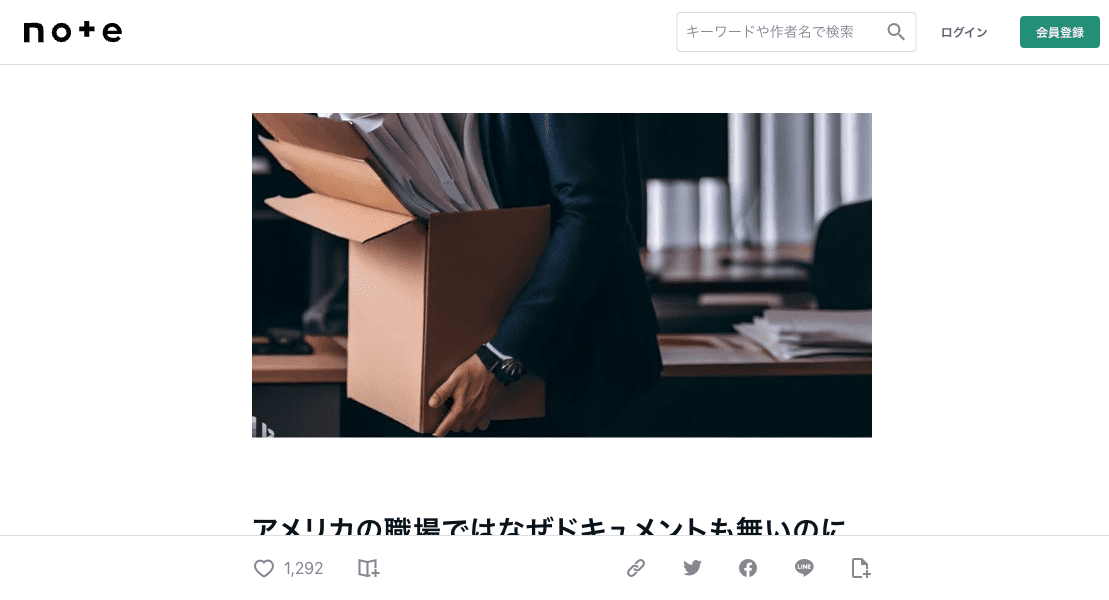 note
キーワードや作者名で検索
ログイン
会員登録
アメリカの職場ではなぜドキュメントも無いのに
1,292
LINE